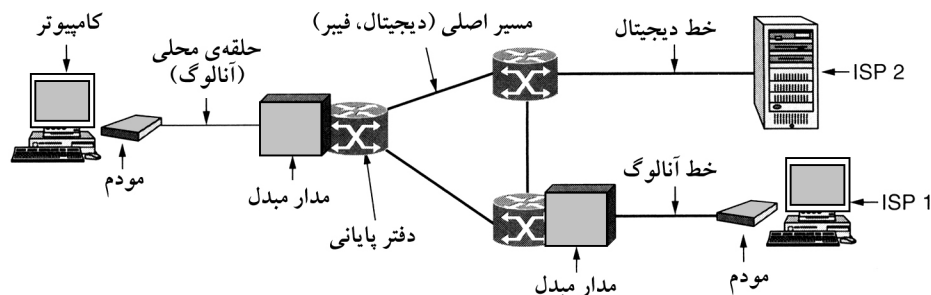 کامپیوتر
حلقه‌ی محلی
(آنالوگ)
مسیر اصلی (دیجیتال، فیبر)
خط دیجیتال
ISP 2
مودم
مدار مبدل
دفتر پایانی
خط آنالوگ
ISP 1
مودم
مدار مبدل